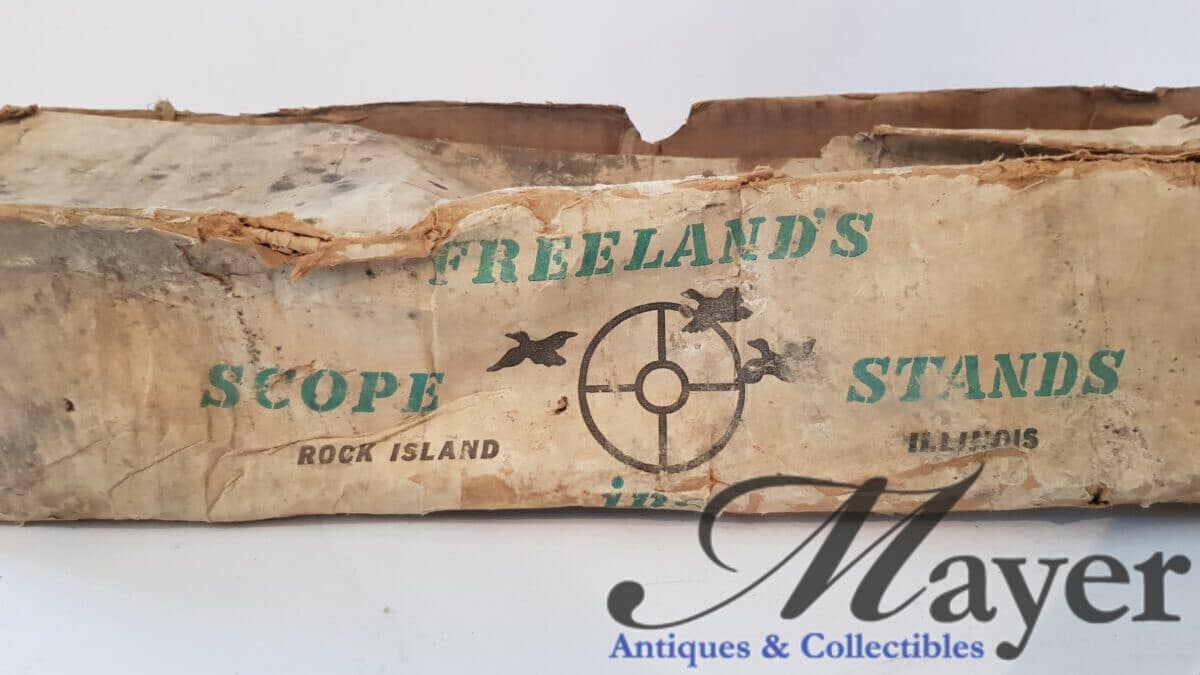 FREELAND'S
SCOPE STANDS
ROCK ISLAND ILLINOIS
Mayer
Antiques & Collectibles